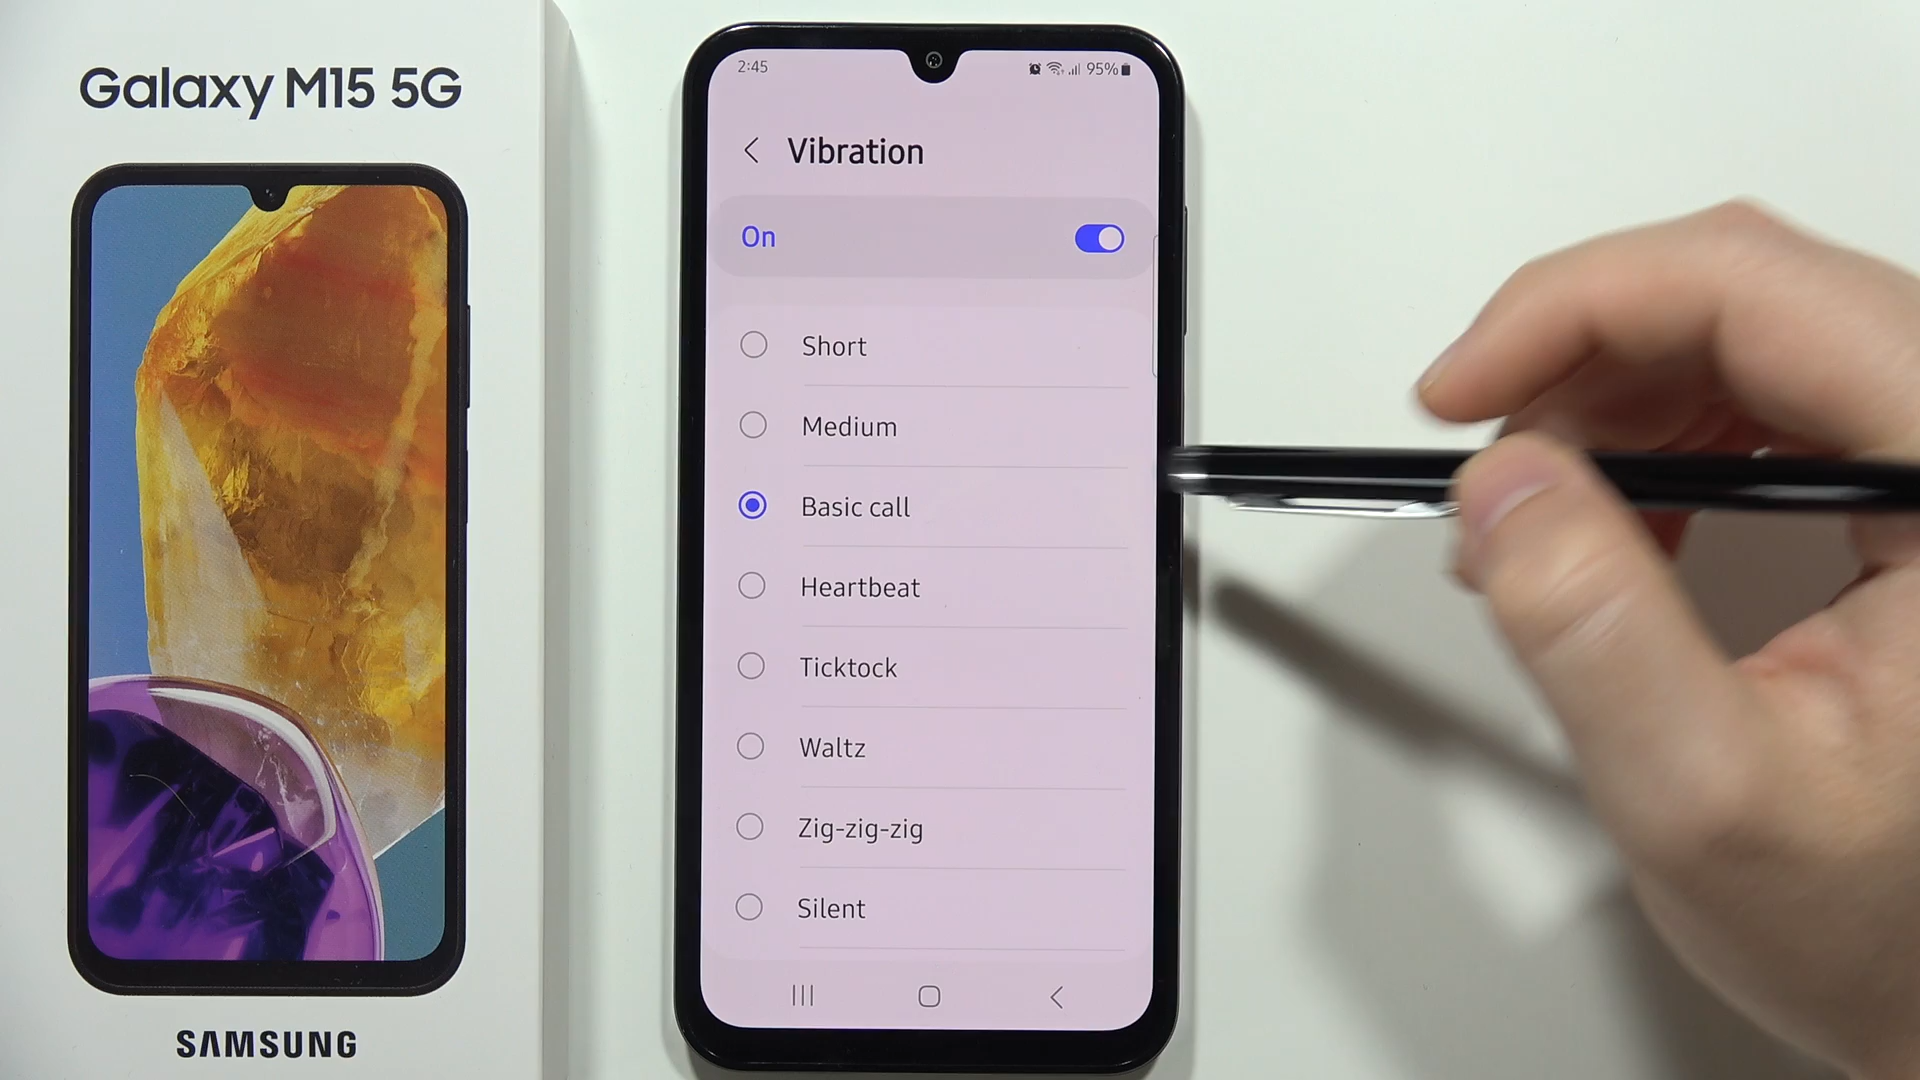 Galaxy M15 5G
SAMSUNG
2:45
95%
Vibration
On
Short
Medium
Basic call
Heartbeat
Ticktock
Waltz
Zig-zig-zig
Silent